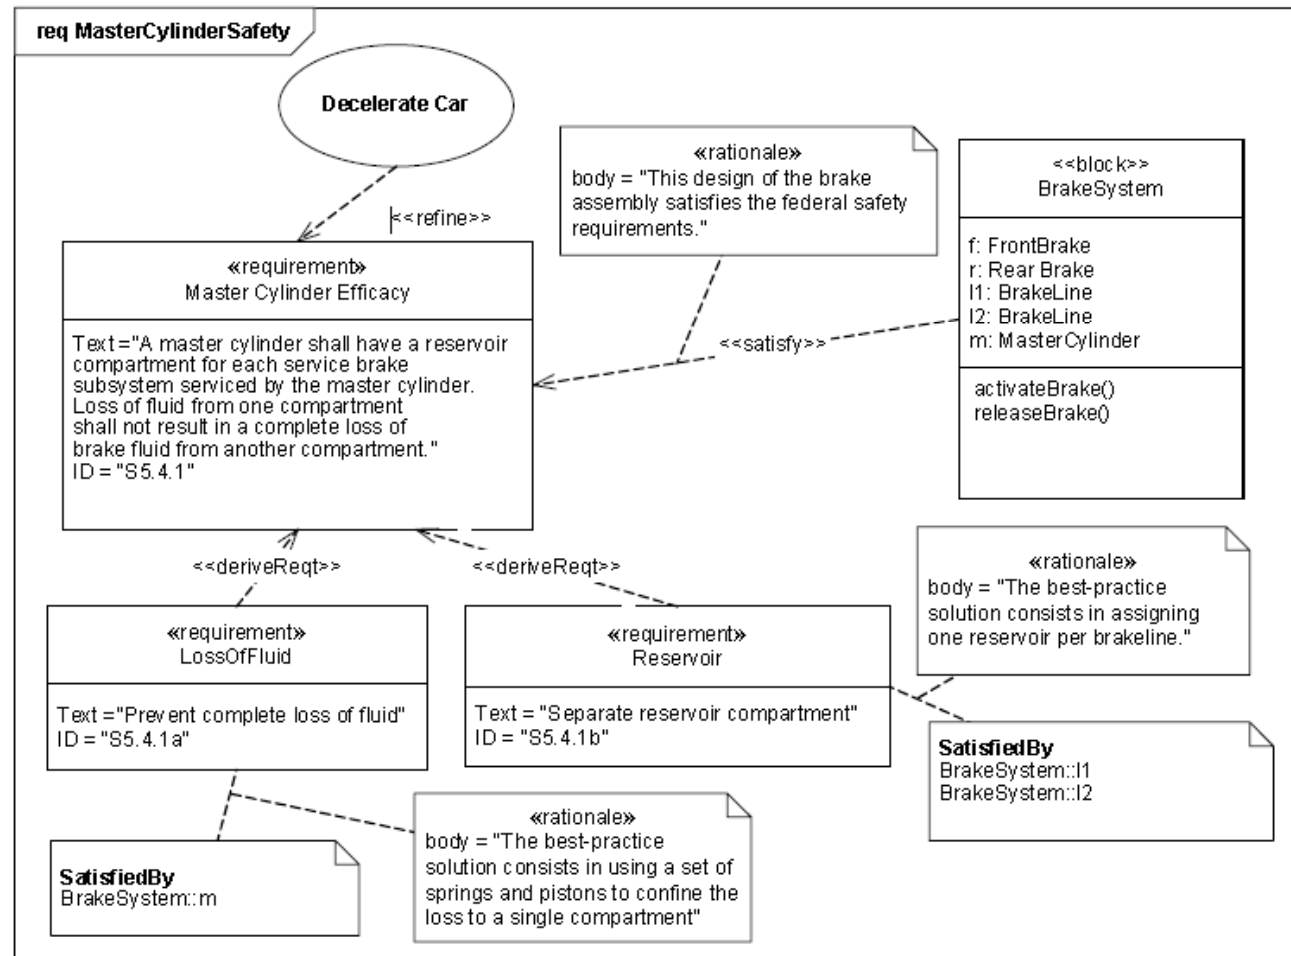 req MasterCylinderSafety
Decelerate Car
<<refine>>
«rationale»
body = "This design of the brake
assembly satisfies the federal safety
requirements."
<<block>>
BrakeSystem
f: FrontBrake
r: Rear Brake
l1: BrakeLine
l2: BrakeLine
m: MasterCylinder
activateBrake()
releaseBrake()
«requirement»
Master Cylinder Efficacy
Text ="A master cylinder shall have a reservoir
compartment for each service brake
subsystem serviced by the master cylinder.
Loss of fluid from one compartment
shall not result in a complete loss of
brake fluid from another compartment."
ID = "S5.4.1"
<<satisfy>>
<<deriveReqt>>
<<deriveReqt>>
«requirement»
LossOfFluid
Text ="Prevent complete loss of fluid"
ID = "S5.4.1a"
«requirement»
Reservoir
Text = "Separate reservoir compartment"
ID = "S5.4.1b"
«rationale»
body = "The best-practice
solution consists in assigning
one reservoir per brakeline."
SatisfiedBy
BrakeSystem::l1
BrakeSystem::l2
SatisfiedBy
BrakeSystem::m
«rationale»
body = "The best-practice
solution consists in using a set of
springs and pistons to confine the
loss to a single compartment"